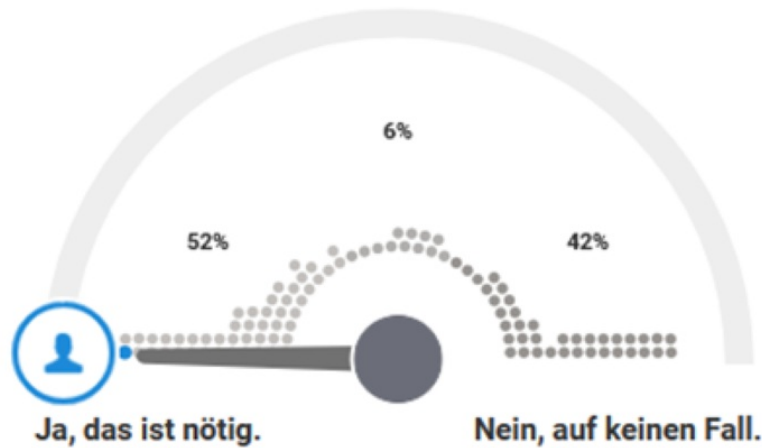 6%
52%
42%
Ja, das ist nötig.
Nein, auf keinen Fall.